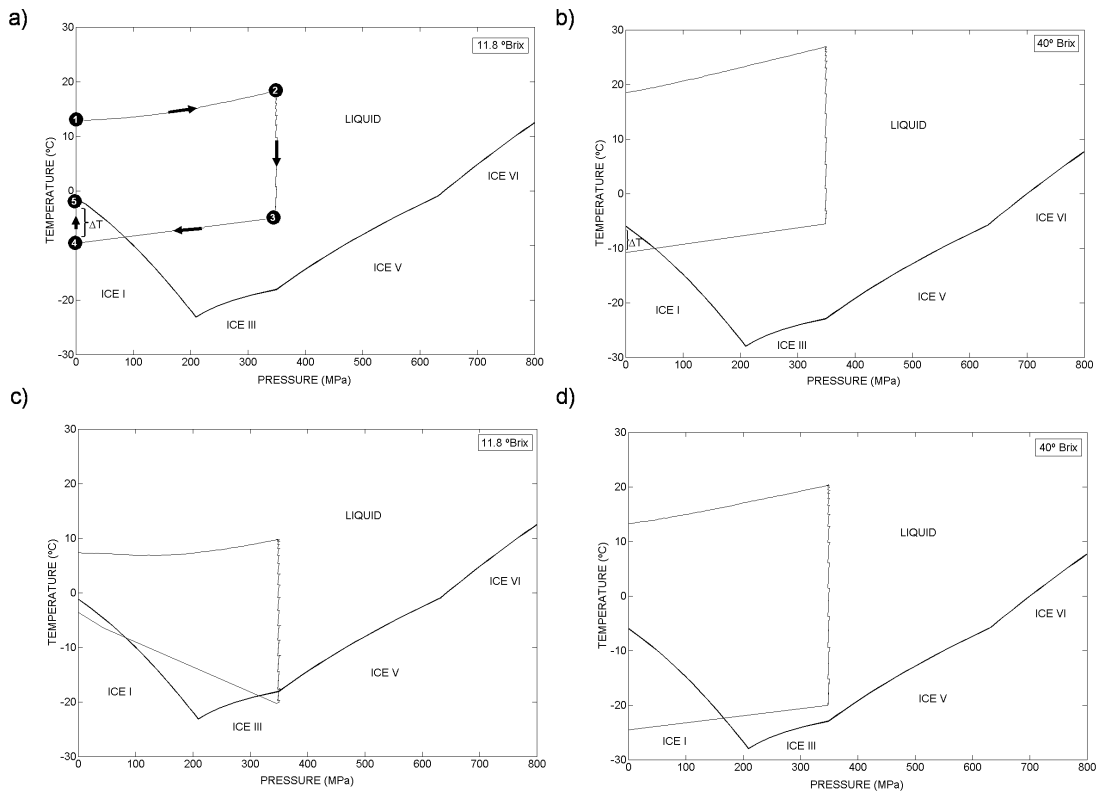 a)
30
20
10
0
-10
-20
-30
TEMPERATURE (ºC)
0 100 200 300 400 500 600 700 800
PRESSURE (MPa)
11.8 ºBrix
1
2
3
4
5
ΔT
LIQUID
ICE I
ICE III
ICE V
ICE VI
b)
30
20
10
0
-10
-20
-30
TEMPERATURE (ºC)
0 100 200 300 400 500 600 700 800
PRESSURE (MPa)
40º Brix
ΔT
LIQUID
ICE I
ICE III
ICE V
ICE VI
c)
30
20
10
0
-10
-20
-30
TEMPERATURE (ºC)
0 100 200 300 400 500 600 700 800
PRESSURE (MPa)
11.8 ºBrix
LIQUID
ICE I
ICE III
ICE V
ICE VI
d)
30
20
10
0
-10
-20
-30
TEMPERATURE (ºC)
0 100 200 300 400 500 600 700 800
PRESSURE (MPa)
40º Brix
LIQUID
ICE I
ICE III
ICE V
ICE VI